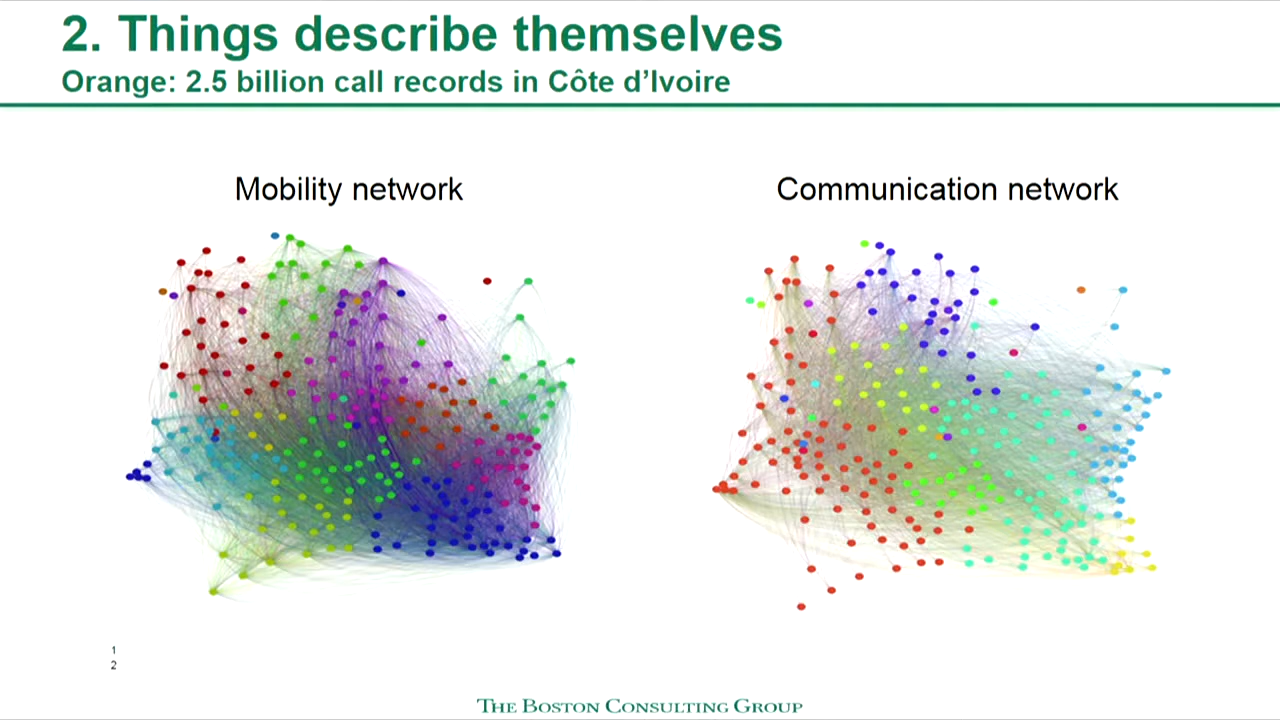 2. Things describe themselves
Orange: 2.5 billion call records in Côte d’Ivoire
Mobility network
Communication network
1
2
THE BOSTON CONSULTING GROUP